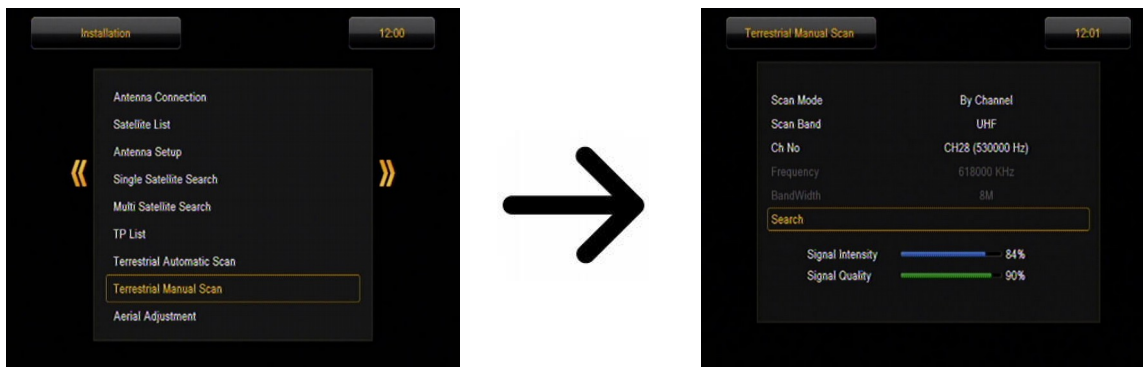 Installation
12:00
Antenna Connection
Satellite List
Antenna Setup
Single Satellite Search
Multi Satellite Search
TP List
Terrestrial Automatic Scan
Terrestrial Manual Scan
Aerial Adjustment
Terrestrial Manual Scan
12:01
Scan Mode By Channel
Scan Band UHF
Ch No CH28 (530000 Hz)
Frequency 618000 KHz
BandWidth 8M
Search
Signal Intensity 84%
Signal Quality 90%